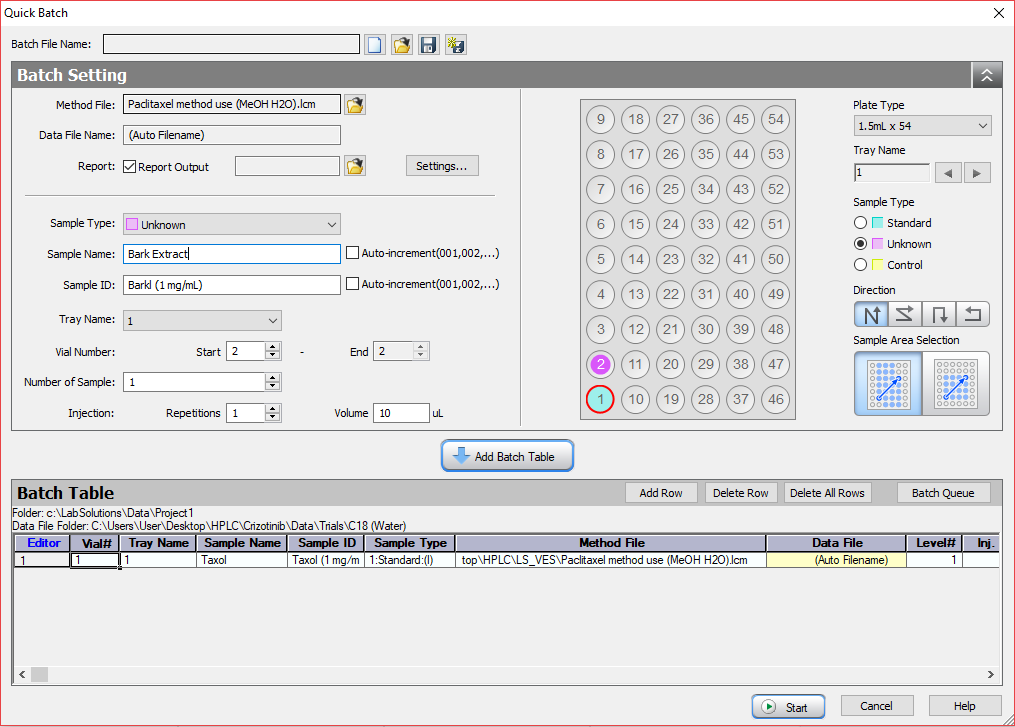 Quick Batch
Batch File Name:
Batch Setting
Method File: Paclitaxel method use (MeOH H2O).lcm
Data File Name: (Auto Filename)
Report: Report Output Settings...
Sample Type: Unknown
Sample Name: Bark Extract Auto-increment(001,002,...)
Sample ID: Barkl (1 mg/mL) Auto-increment(001,002,...)
Tray Name: 1
Vial Number: Start 2 - End 2
Number of Sample: 1
Injection: Repetitions 1 Volume 10 uL
9 18 27 36 45 54
8 17 26 35 44 53
7 16 25 34 43 52
6 15 24 33 42 51
5 14 23 32 41 50
4 13 22 31 40 49
3 12 21 30 39 48
2 11 20 29 38 47
1 10 19 28 37 46
Plate Type
1.5mL x 54
Tray Name
1
Sample Type
Standard
Unknown
Control
Direction
Sample Area Selection
Add Batch Table
Batch Table Add Row Delete Row Delete All Rows Batch Queue
Folder: c:\LabSolutions\Data\Project1
Data File Folder: C:\Users\User\Desktop\HPLC\Crizotinib\Data\Trials\C18 (Water)
Editor Vial# Tray Name Sample Name Sample ID Sample Type Method File Data File Level# Inj.
1 1 1 Taxol Taxol (1 mg/m 1:Standard:(I) top\HPLC\LS_VES\Paclitaxel method use (MeOH H2O).lcm (Auto Filename) 1
Start Cancel Help